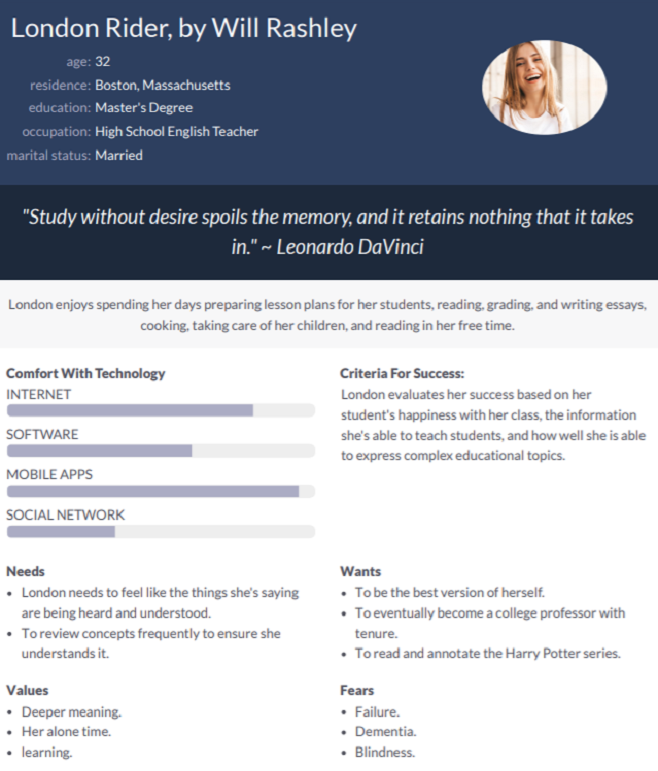 London Rider, by Will Rashley
age: 32
residence: Boston, Massachusetts
education: Master's Degree
occupation: High School English Teacher
marital status: Married
"Study without desire spoils the memory, and it retains nothing that it takes
in." ~ Leonardo DaVinci
London enjoys spending her days preparing lesson plans for her students, reading, grading, and writing essays,
cooking, taking care of her children, and reading in her free time.
Comfort With Technology
INTERNET
SOFTWARE
MOBILE APPS
SOCIAL NETWORK
Criteria For Success:
London evaluates her success based on her
student's happiness with her class, the information
she's able to teach students, and how well she is able
to express complex educational topics.
Needs
• London needs to feel like the things she's saying
are being heard and understood.
• To review concepts frequently to ensure she
understands it.
Wants
• To be the best version of herself.
• To eventually become a college professor with
tenure.
• To read and annotate the Harry Potter series.
Values
• Deeper meaning.
• Her alone time.
• learning.
Fears
• Failure.
• Dementia.
• Blindness.